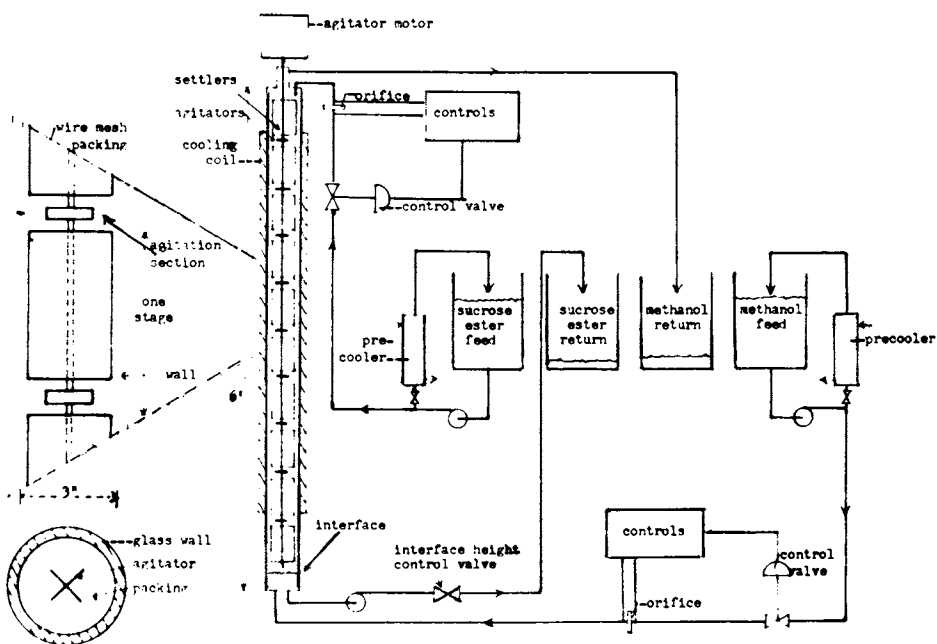 agitator motor
settlers
agitators
cooling
coil
wire mesh
packing
orifice
controls
control valve
agitation
section
one
stage
wall
6'
3"
pre-
cooler
sucrose
ester
feed
sucrose
ester
return
methanol
return
methanol
feed
precooler
glass wall
agitator
packing
interface
interface height
control valve
controls
orifice
control
valve